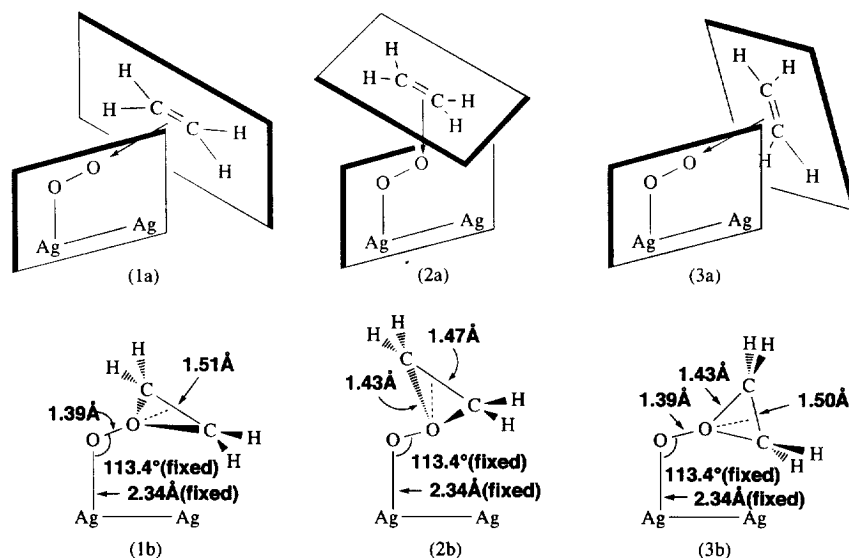 H
H
C
C
H
H
O
O
Ag
Ag
(1a)
H
H
C
C
H
H
O
O
Ag
Ag
(2a)
H
H
C
C
H
H
O
O
Ag
Ag
(3a)
H
H
C
1.51Å
1.39Å
O
O
C
H
H
113.4°(fixed)
2.34Å(fixed)
Ag
Ag
(1b)
H
H
C
1.47Å
1.43Å
C
H
H
O
O
113.4°(fixed)
2.34Å(fixed)
Ag
Ag
(2b)
H
H
C
1.43Å
1.39Å
1.50Å
O
O
C
H
H
113.4°(fixed)
2.34Å(fixed)
Ag
Ag
(3b)